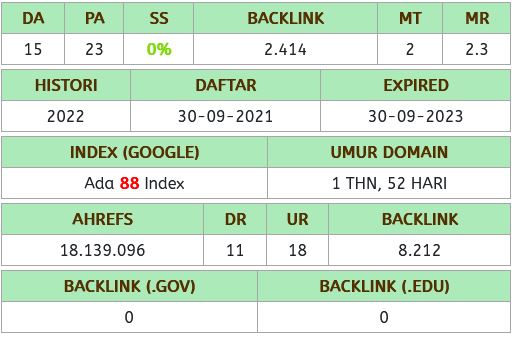 DA PA SS BACKLINK MT MR
15 23 0% 2.414 2 2.3
HISTORI DAFTAR EXPIRED
2022 30-09-2021 30-09-2023
INDEX (GOOGLE) UMUR DOMAIN
Ada 88 Index 1 THN, 52 HARI
AHREFS DR UR BACKLINK
18.139.096 11 18 8.212
BACKLINK (.GOV) BACKLINK (.EDU)
0 0